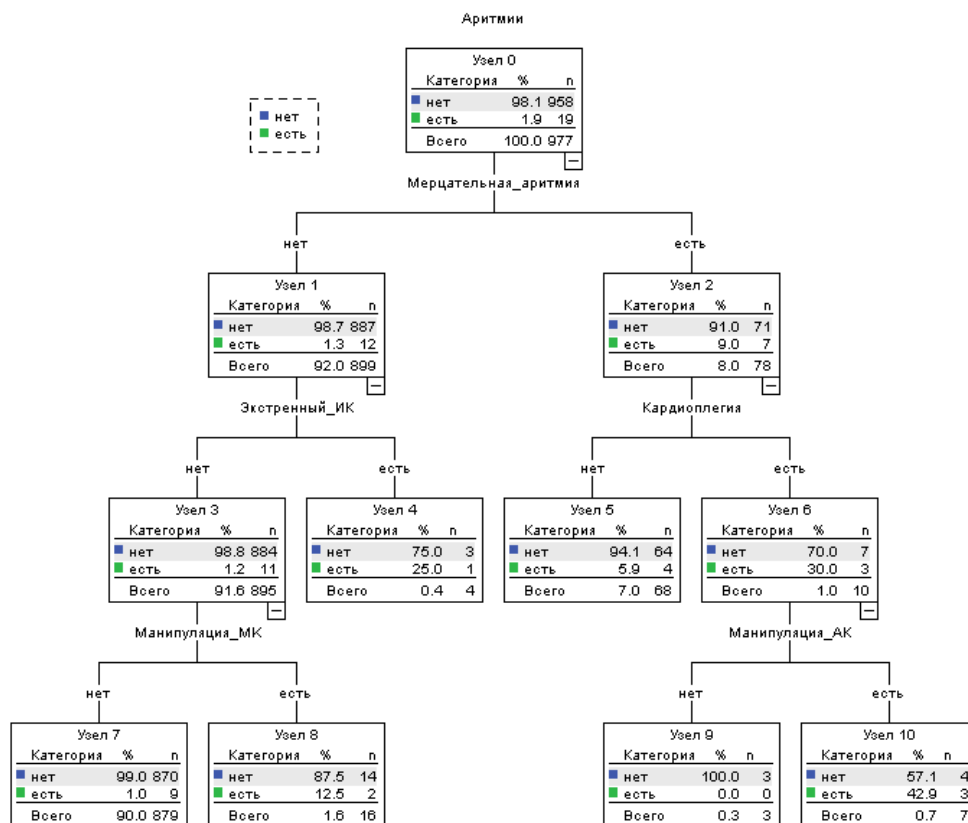 Аритмии
Узел 0
Категория % n
нет 98.1 958
есть 1.9 19
Всего 100.0 977
нет
есть
Мерцательная_аритмия
нет
есть
Узел 1
Категория % n
нет 98.7 887
есть 1.3 12
Всего 92.0 899
Узел 2
Категория % n
нет 91.0 71
есть 9.0 7
Всего 8.0 78
Экстренный_ИК
Кардиоплегия
нет
есть
нет
есть
Узел 3
Категория % n
нет 98.8 884
есть 1.2 11
Всего 91.6 895
Узел 4
Категория % n
нет 75.0 3
есть 25.0 1
Всего 0.4 4
Узел 5
Категория % n
нет 94.1 64
есть 5.9 4
Всего 7.0 68
Узел 6
Категория % n
нет 70.0 7
есть 30.0 3
Всего 1.0 10
Манипуляция_МК
Манипуляция_АК
нет
есть
нет
есть
Узел 7
Категория % n
нет 99.0 870
есть 1.0 9
Всего 90.0 879
Узел 8
Категория % n
нет 87.5 14
есть 12.5 2
Всего 1.6 16
Узел 9
Категория % n
нет 100.0 3
есть 0.0 0
Всего 0.3 3
Узел 10
Категория % n
нет 57.1 4
есть 42.9 3
Всего 0.7 7